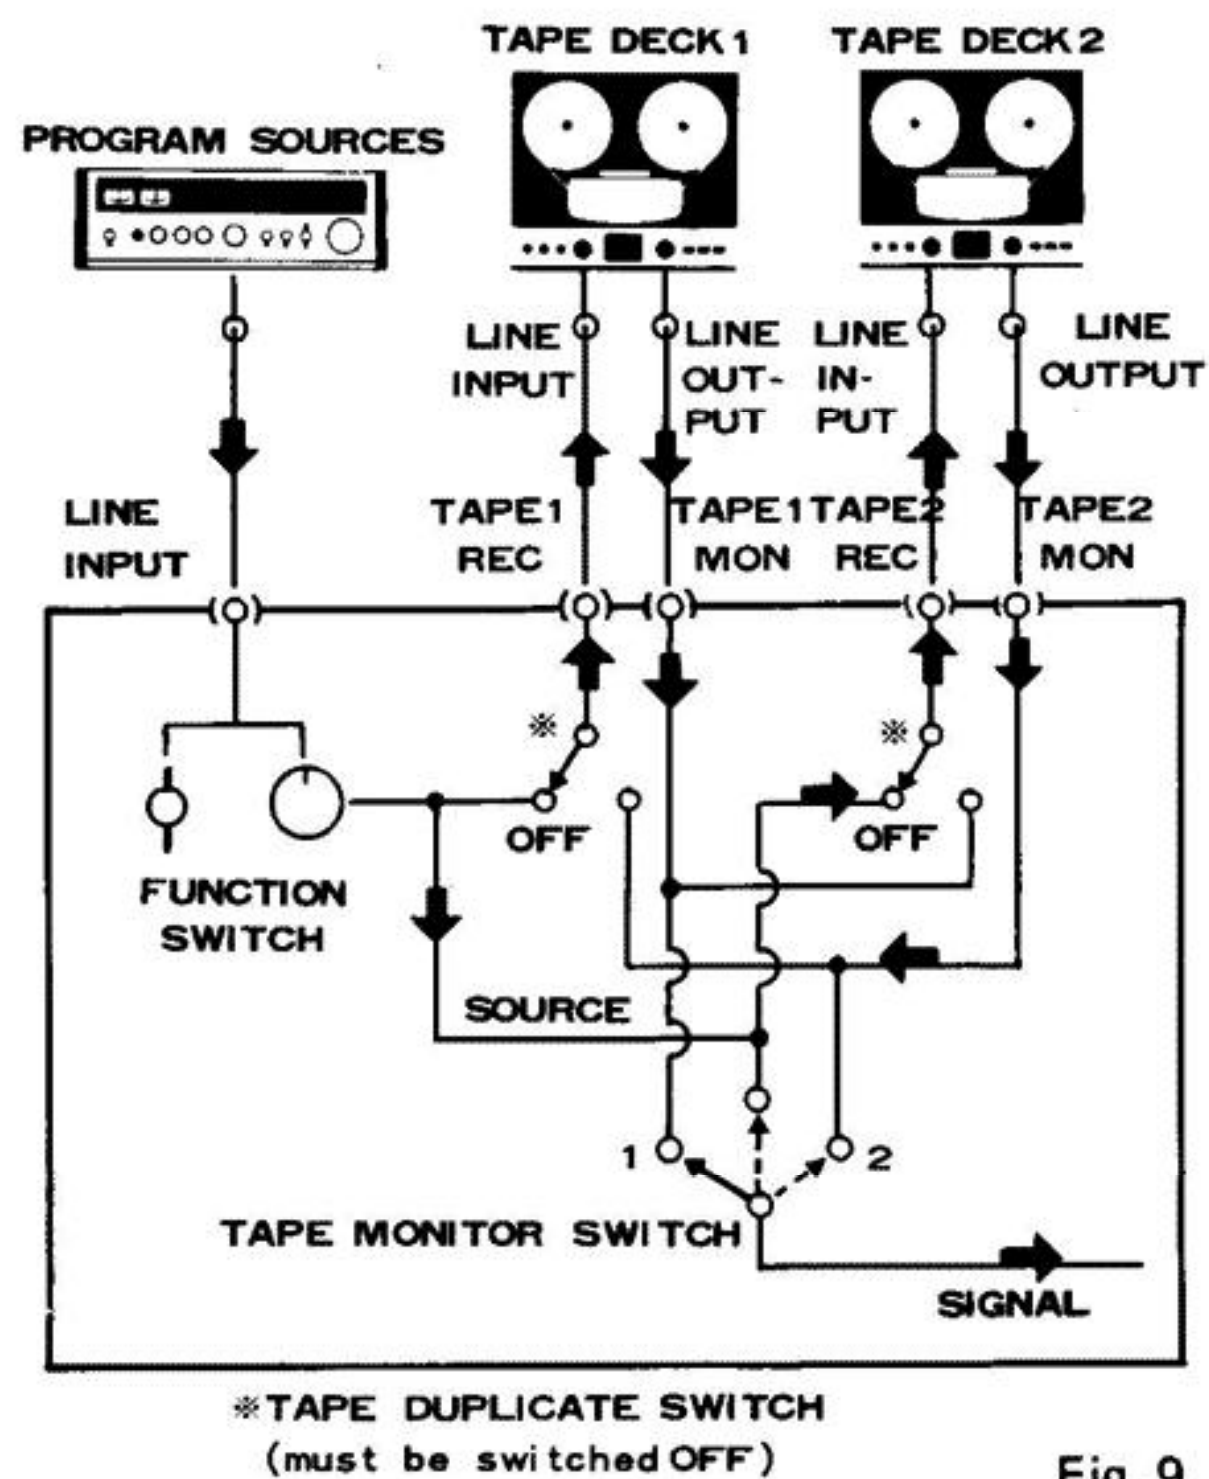 TAPE DECK 1
TAPE DECK 2
PROGRAM SOURCES
LINE
INPUT
LINE
OUT-
PUT
LINE
IN-
PUT
LINE
OUTPUT
LINE
INPUT
TAPE1
REC
TAPE1
MON
TAPE2
REC
TAPE2
MON
※
※
OFF
OFF
FUNCTION
SWITCH
SOURCE
1
2
TAPE MONITOR SWITCH
SIGNAL
※TAPE DUPLICATE SWITCH
(must be switched OFF)
Fig. 9